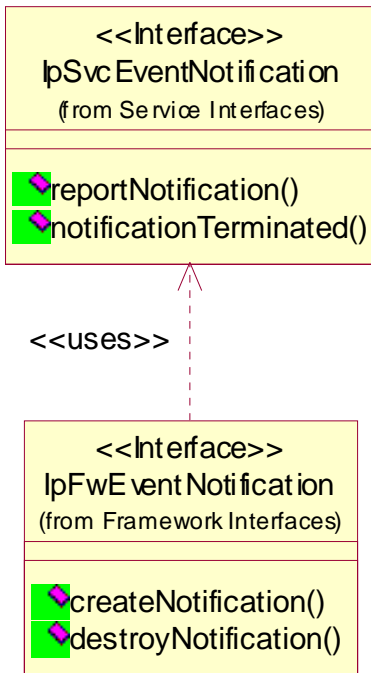 <<Interface>>
IpSvcEventNotification
(from Service Interfaces)
reportNotification()
notificationTerminated()
<<uses>>
<<Interface>>
IpFwEventNotification
(from Framework Interfaces)
createNotification()
destroyNotification()